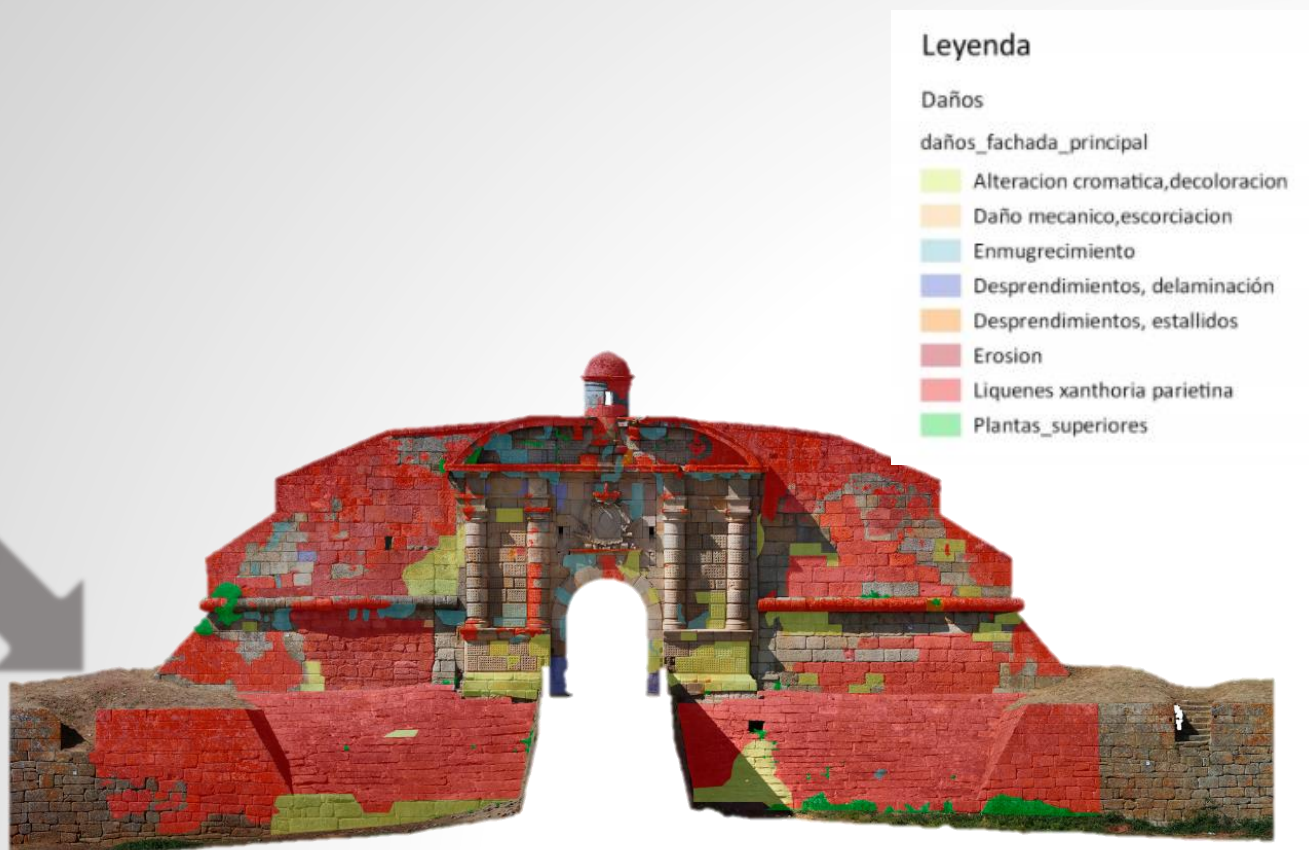 Leyenda
Daños
daños_fachada_principal
Alteracion cromatica,decoloracion
Daño mecanico,escorciacion
Enmugrecimiento
Desprendimientos, delaminación
Desprendimientos, estallidos
Erosion
Liquenes xanthoria parietina
Plantas_superiores